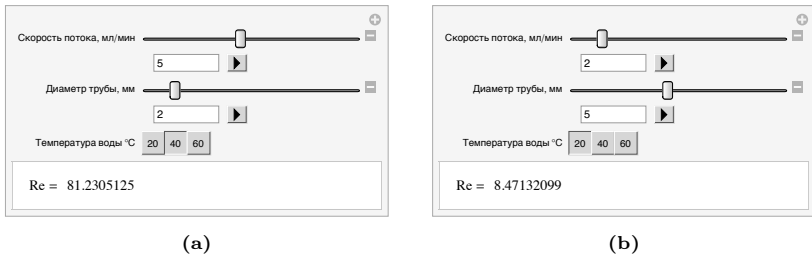 Скорость потока, мл/мин
5
Диаметр трубы, мм
2
Температура воды °C 20 40 60
Re = 81.2305125
(a)
Скорость потока, мл/мин
2
Диаметр трубы, мм
5
Температура воды °C 20 40 60
Re = 8.47132099
(b)